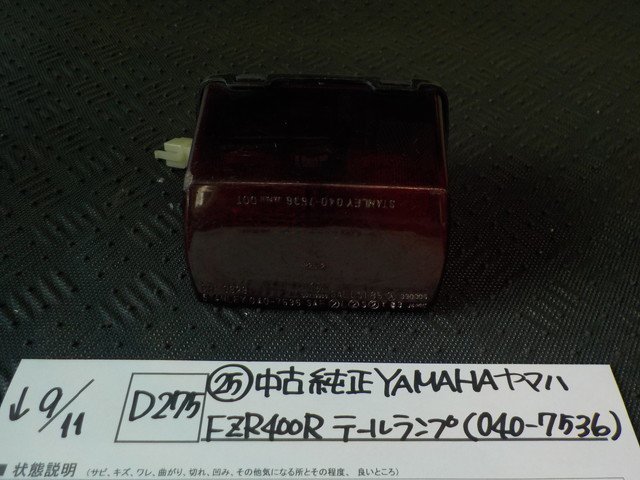 STANLEY 040-7536 JAPAN DOT
↓9/11
D275
㉕中古純正YAMAHAヤマハ
FZR400R テールランプ(040-7536)
■ 状態説明 (サビ、キズ、ワレ、曲がり、切れ、凹み、その他気になる所とその程度、良いところ)